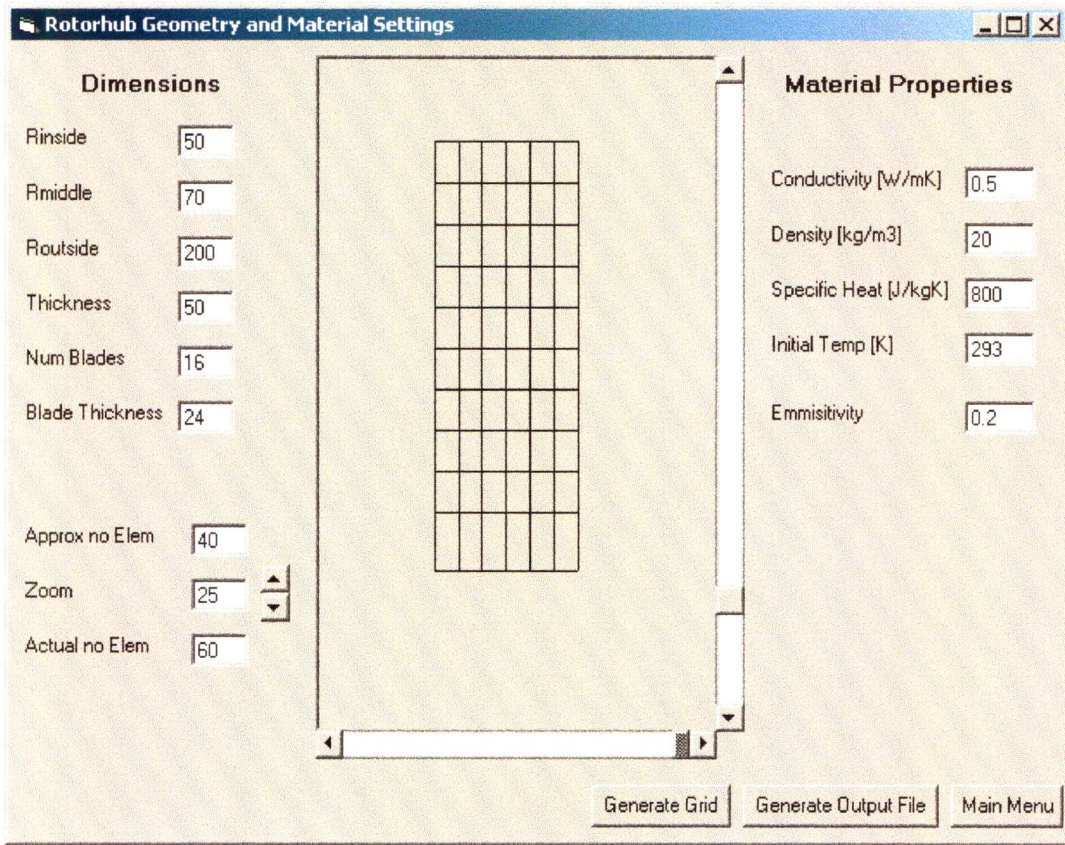 Rotorhub Geometry and Material Settings
Dimensions
Rinside 50
Rmiddle 70
Routside 200
Thickness 50
Num Blades 16
Blade Thickness 24
Approx no Elem 40
Zoom 25
Actual no Elem 60
Material Properties
Conductivity [W/mK] 0.5
Density [kg/m3] 20
Specific Heat [J/kgK] 800
Initial Temp [K] 293
Emmisitivity 0.2
Generate Grid
Generate Output File
Main Menu